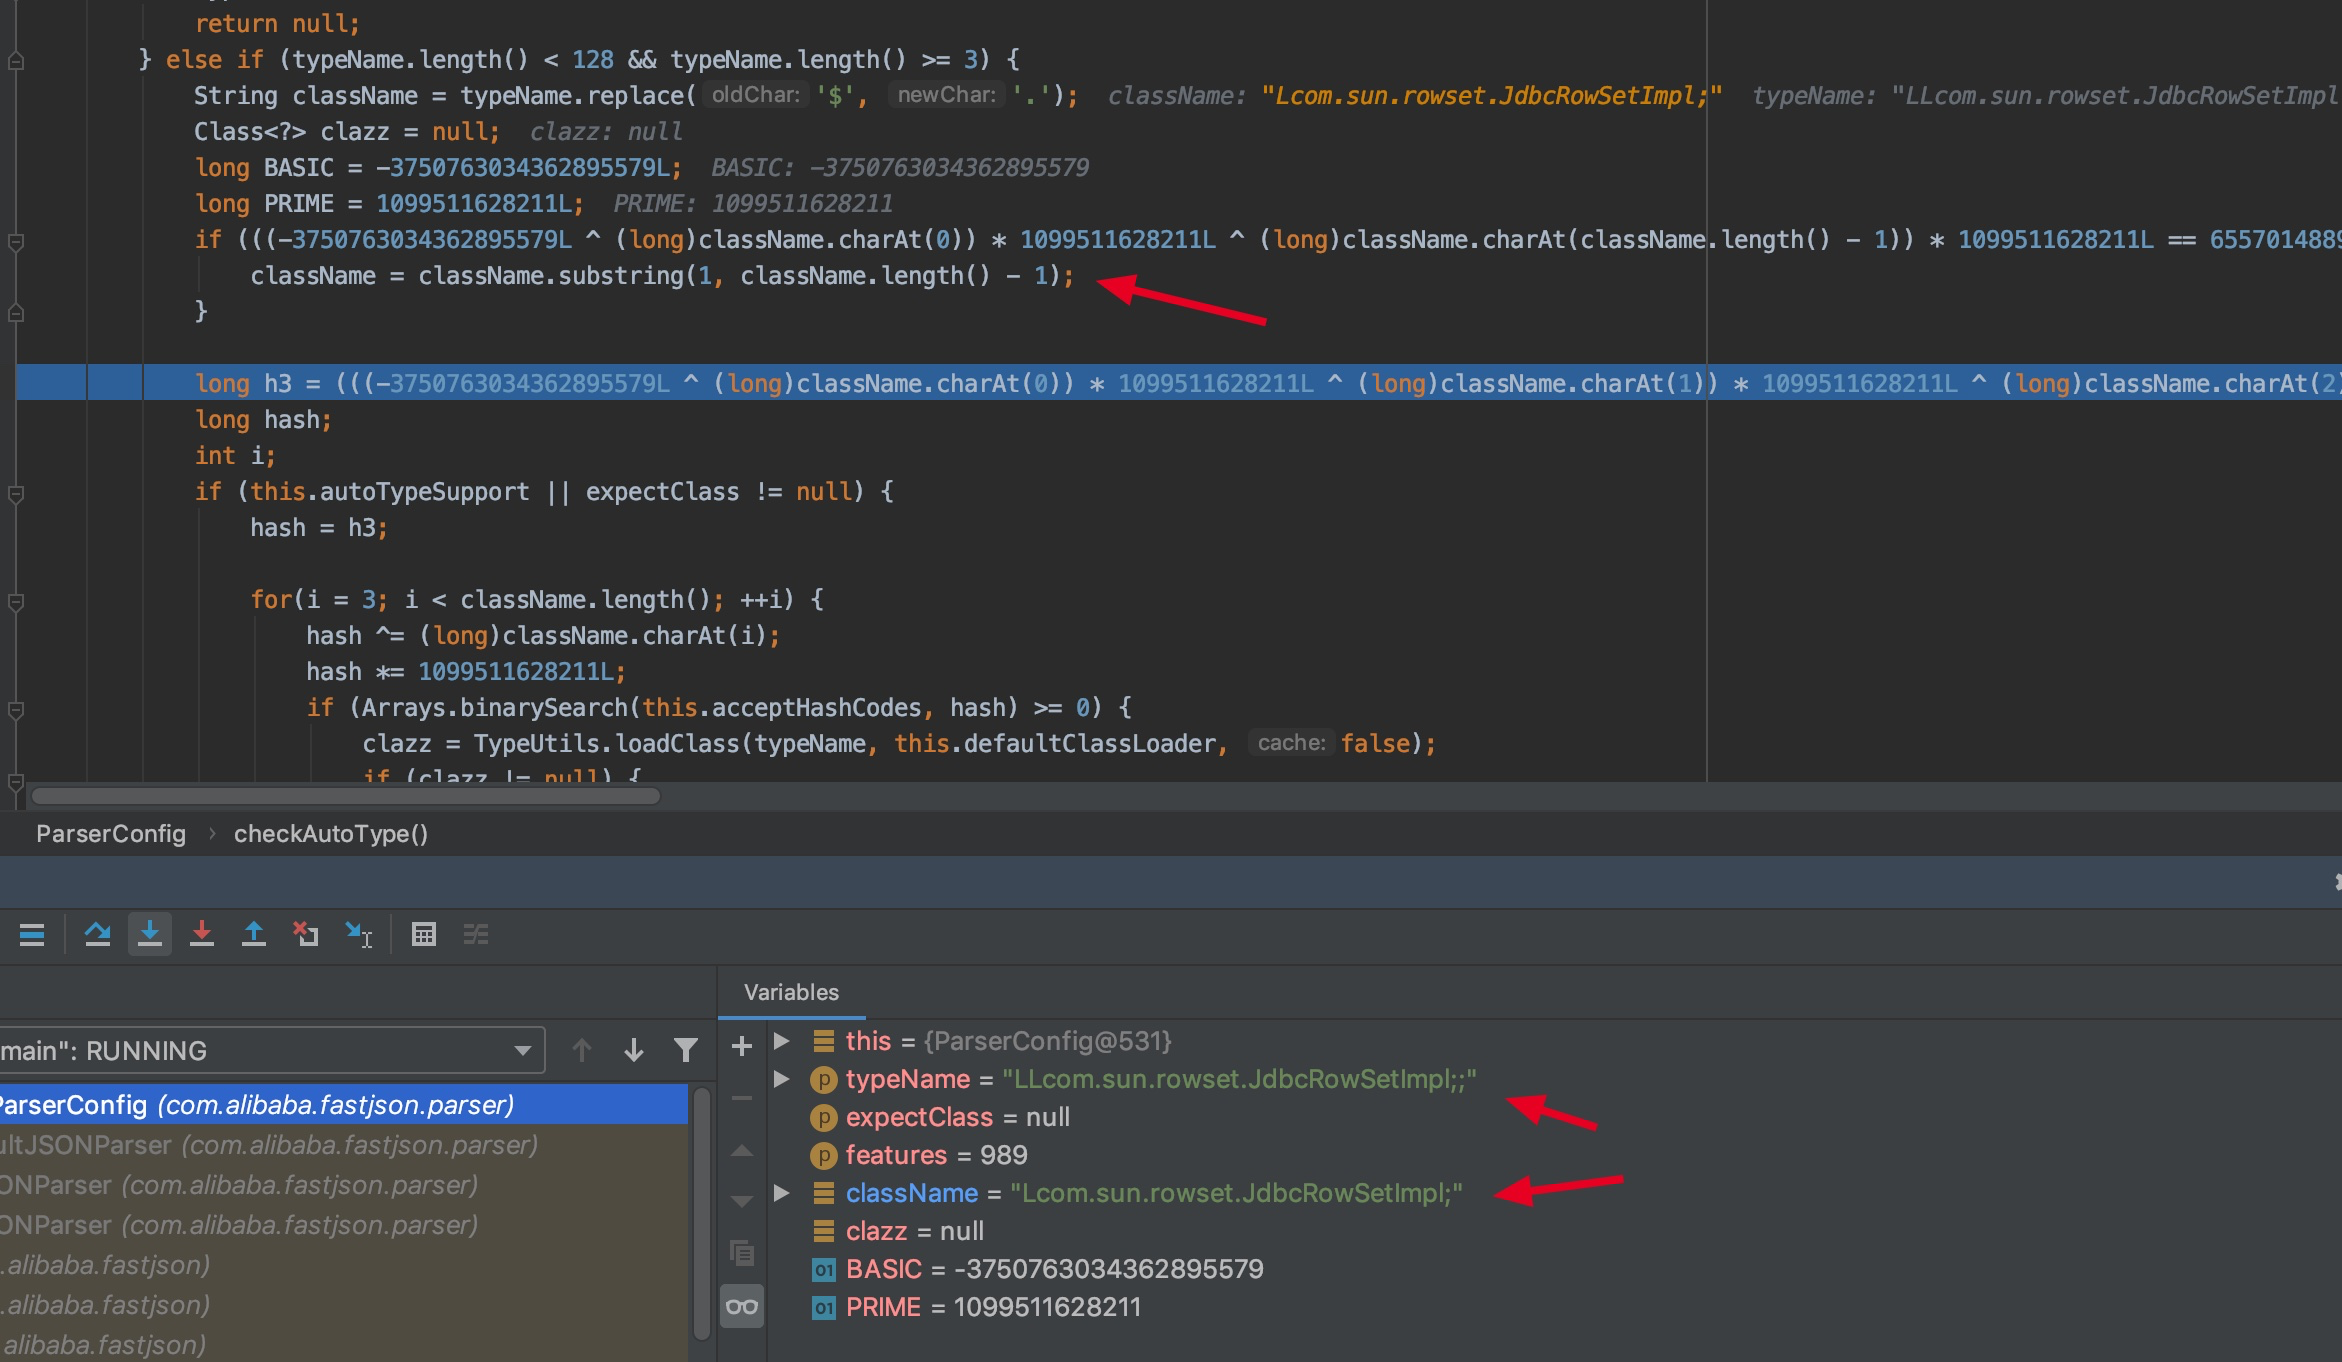 return null;
} else if (typeName.length() < 128 && typeName.length() >= 3) {
String className = typeName.replace( oldChar: '$', newChar: '.'); className: "Lcom.sun.rowset.JdbcRowSetImpl;" typeName: "LLcom.sun.rowset.JdbcRowSetImpl
Class<?> clazz = null; clazz: null
long BASIC = -3750763034362895579L; BASIC: -3750763034362895579
long PRIME = 1099511628211L; PRIME: 1099511628211
if (((-3750763034362895579L ^ (long)className.charAt(0)) * 1099511628211L ^ (long)className.charAt(className.length() - 1)) * 1099511628211L == 655701488
className = className.substring(1, className.length() - 1);
}
long h3 = (((-3750763034362895579L ^ (long)className.charAt(0)) * 1099511628211L ^ (long)className.charAt(1)) * 1099511628211L ^ (long)className.charAt(2)
long hash;
int i;
if (this.autoTypeSupport || expectClass != null) {
hash = h3;
for(i = 3; i < className.length(); ++i) {
hash ^= (long)className.charAt(i);
hash *= 1099511628211L;
if (Arrays.binarySearch(this.acceptHashCodes, hash) >= 0) {
clazz = TypeUtils.loadClass(typeName, this.defaultClassLoader, cache: false);
if (clazz != null) {
ParserConfig › checkAutoType()
Variables
main": RUNNING
ParserConfig (com.alibaba.fastjson.parser)
ultJSONParser (com.alibaba.fastjson.parser)
ONParser (com.alibaba.fastjson.parser)
ONParser (com.alibaba.fastjson.parser)
.alibaba.fastjson)
.alibaba.fastjson)
alibaba.fastjson)
this = {ParserConfig@531}
typeName = "LLcom.sun.rowset.JdbcRowSetImpl;;"
expectClass = null
features = 989
className = "Lcom.sun.rowset.JdbcRowSetImpl;"
clazz = null
BASIC = -3750763034362895579
PRIME = 1099511628211